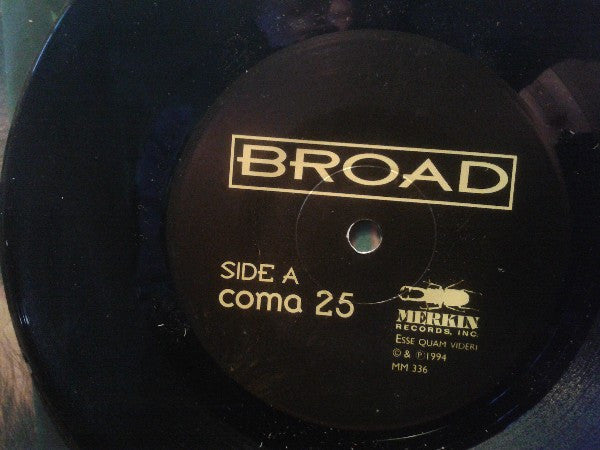 BROAD
SIDE A
coma 25
MERKIN
RECORDS, INC.
ESSE QUAM VIDERI
© & ℗ 1994
MM 336